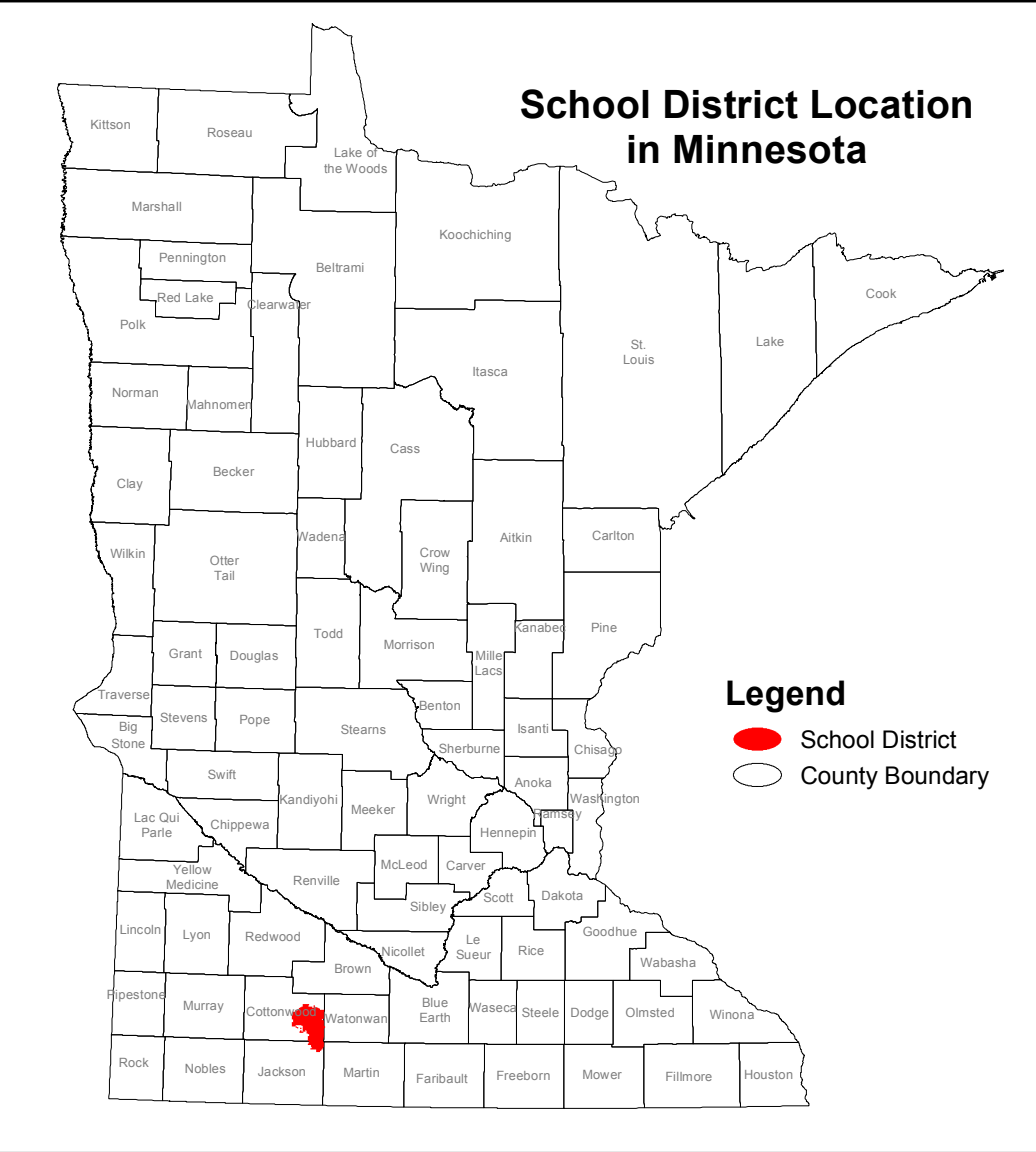 School District Location
in Minnesota
Kittson
Roseau
Lake of
the Woods
Marshall
Koochiching
Pennington
Beltrami
Red Lake
Clearwater
Cook
Polk
St.
Louis
Lake
Itasca
Norman
Mahnomen
Hubbard
Cass
Becker
Clay
Wadena
Aitkin
Carlton
Wilkin
Crow
Wing
Otter
Tail
Todd
Kanabec
Pine
Morrison
Grant
Douglas
Mille
Lacs
Traverse
Benton
Legend
School District
County Boundary
Stevens
Pope
Stearns
Isanti
Big
Stone
Sherburne
Chisago
Swift
Anoka
Kandiyohi
Meeker
Wright
Washington
Ramsey
Lac Qui
Parle
Chippewa
Hennepin
McLeod
Carver
Yellow
Medicine
Renville
Sibley
Scott
Dakota
Lincoln
Lyon
Redwood
Goodhue
Nicollet
Le
Sueur
Rice
Brown
Wabasha
Pipestone
Murray
Cottonwood
Watonwan
Blue
Earth
Waseca
Steele
Dodge
Olmsted
Winona
Rock
Nobles
Jackson
Martin
Faribault
Freeborn
Mower
Fillmore
Houston